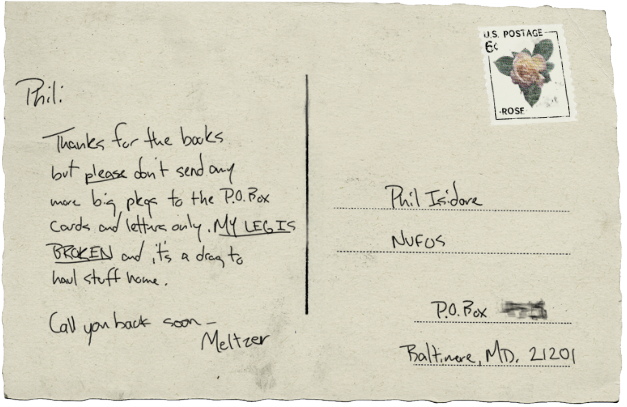 Phil:
Thanks for the books
but please don't send any
more big pkgs to the P.O. Box
Cards and letters only. MY LEG IS
BROKEN and it's a drag to
haul stuff home.
Call you back soon —
Meltzer
U.S. POSTAGE
6¢
ROSE
Phil Isidore
NUFOS
P.O. Box
Baltimore, MD. 21201